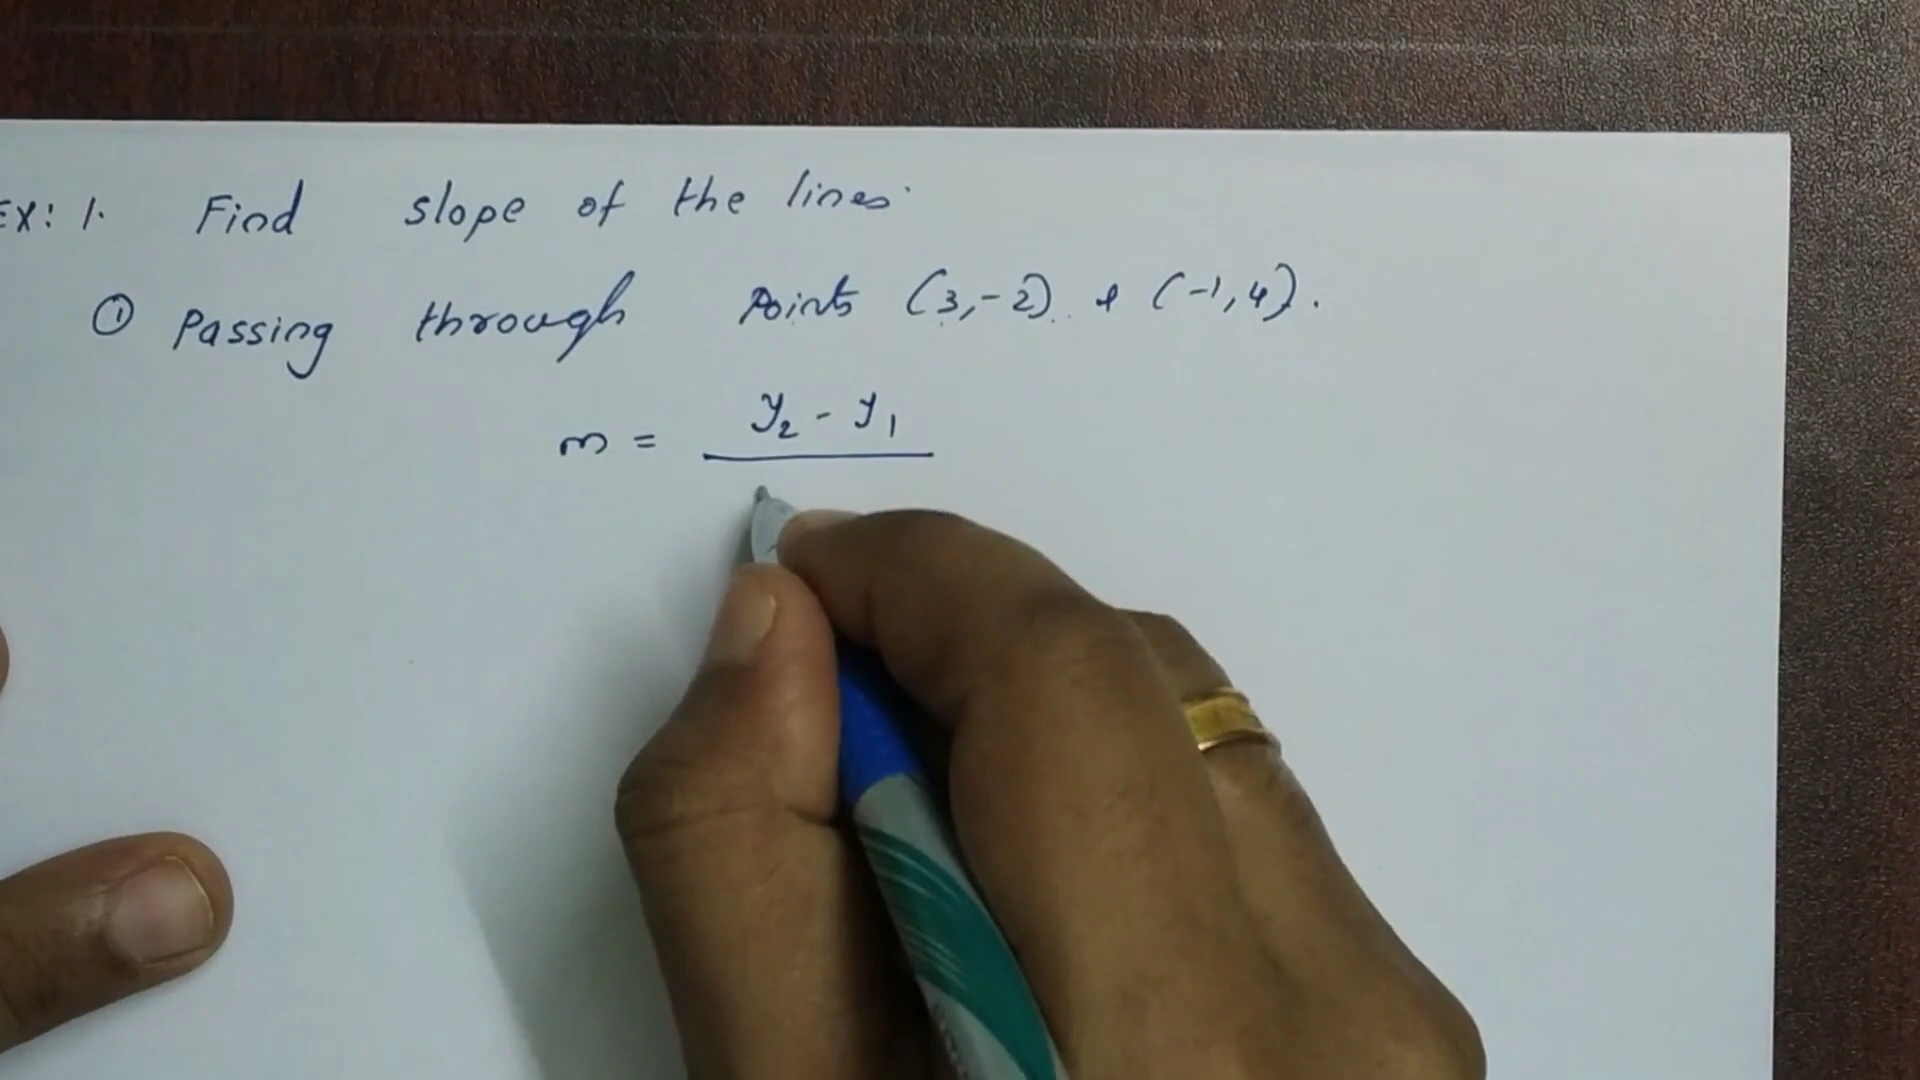 Ex: 1. Find slope of the lines.
① Passing through points (3,-2) & (-1,4).
y₂ - y₁
m =